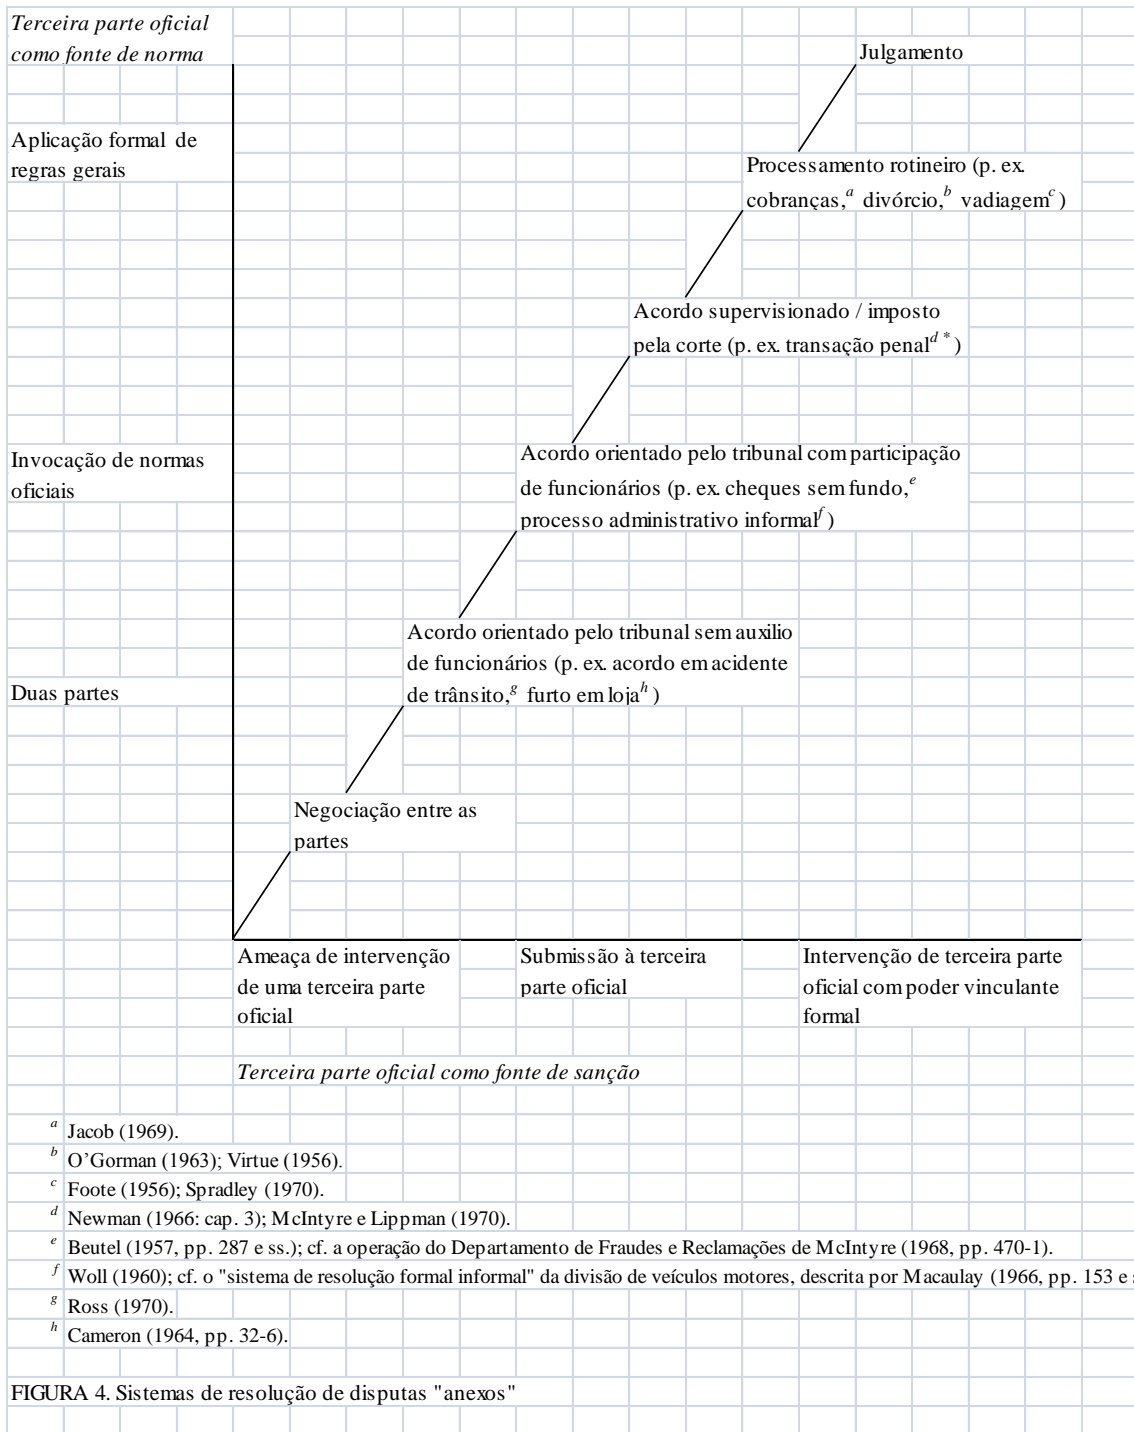 Terceira parte oficial
como fonte de norma
Julgamento
Aplicação formal de
regras gerais
Processamento rotineiro (p. ex.
cobranças,ᵃ divórcio,ᵇ vadiagemᶜ)
Acordo supervisionado / imposto
pela corte (p. ex. transação penalᵈ *)
Invocação de normas
oficiais
Acordo orientado pelo tribunal com participação
de funcionários (p. ex. cheques sem fundo,ᵉ
processo administrativo informalᶠ)
Acordo orientado pelo tribunal sem auxilio
de funcionários (p. ex. acordo em acidente
de trânsito,ᵍ furto em lojaʰ)
Duas partes
Negociação entre as
partes
Ameaça de intervenção
de uma terceira parte
oficial
Submissão à terceira
parte oficial
Intervenção de terceira parte
oficial com poder vinculante
formal
Terceira parte oficial como fonte de sanção
ᵃ Jacob (1969).
ᵇ O’Gorman (1963); Virtue (1956).
ᶜ Foote (1956); Spradley (1970).
ᵈ Newman (1966: cap. 3); McIntyre e Lippman (1970).
ᵉ Beutel (1957, pp. 287 e ss.); cf. a operação do Departamento de Fraudes e Reclamações de McIntyre (1968, pp. 470-1).
ᶠ Woll (1960); cf. o "sistema de resolução formal informal" da divisão de veículos motores, descrita por Macaulay (1966, pp. 153 e
ᵍ Ross (1970).
ʰ Cameron (1964, pp. 32-6).
FIGURA 4. Sistemas de resolução de disputas "anexos"